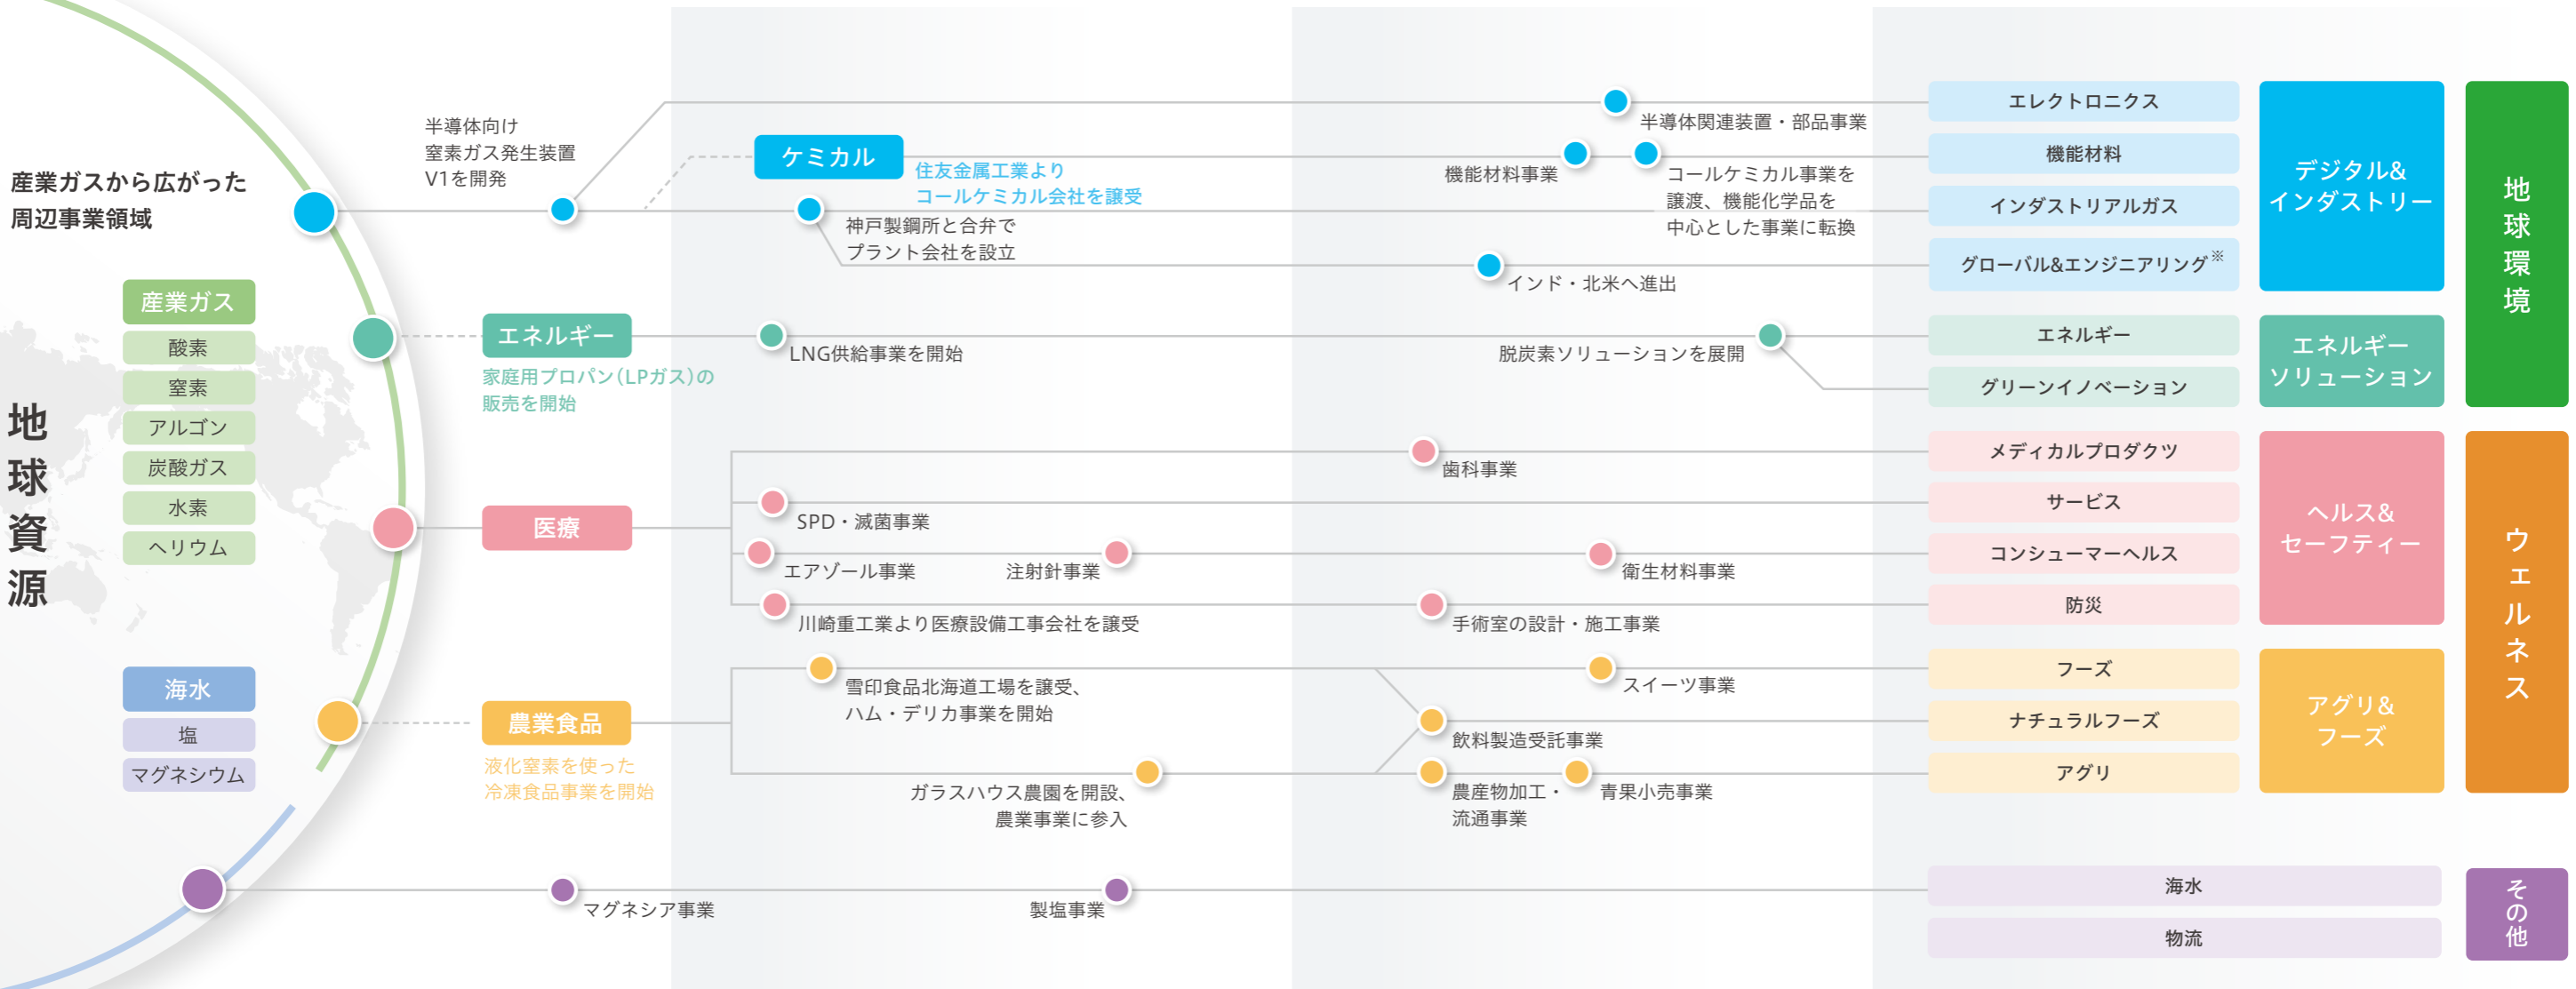 産業ガスから広がった
周辺事業領域
地球資源
産業ガス
酸素
窒素
アルゴン
炭酸ガス
水素
ヘリウム
海水
塩
マグネシウム
半導体向け
窒素ガス発生装置
V1を開発
ケミカル
住友金属工業より
コールケミカル会社を譲受
神戸製鋼所と合弁で
プラント会社を設立
半導体関連装置・部品事業
機能材料事業
コールケミカル事業を
譲渡、機能化学品を
中心とした事業に転換
インド・北米へ進出
エネルギー
家庭用プロパン(LPガス)の
販売を開始
LNG供給事業を開始
脱炭素ソリューションを展開
医療
歯科事業
SPD・滅菌事業
エアゾール事業
注射針事業
衛生材料事業
川崎重工業より医療設備工事会社を譲受
手術室の設計・施工事業
農業食品
液化窒素を使った
冷凍食品事業を開始
雪印食品北海道工場を譲受、
ハム・デリカ事業を開始
スイーツ事業
飲料製造受託事業
ガラスハウス農園を開設、
農業事業に参入
農産物加工・
流通事業
青果小売事業
マグネシア事業
製塩事業
エレクトロニクス
機能材料
インダストリアルガス
グローバル&エンジニアリング※
エネルギー
グリーンイノベーション
メディカルプロダクツ
サービス
コンシューマーヘルス
防災
フーズ
ナチュラルフーズ
アグリ
海水
物流
デジタル&
インダストリー
エネルギー
ソリューション
ヘルス&
セーフティー
アグリ&
フーズ
地球環境
ウェルネス
その他